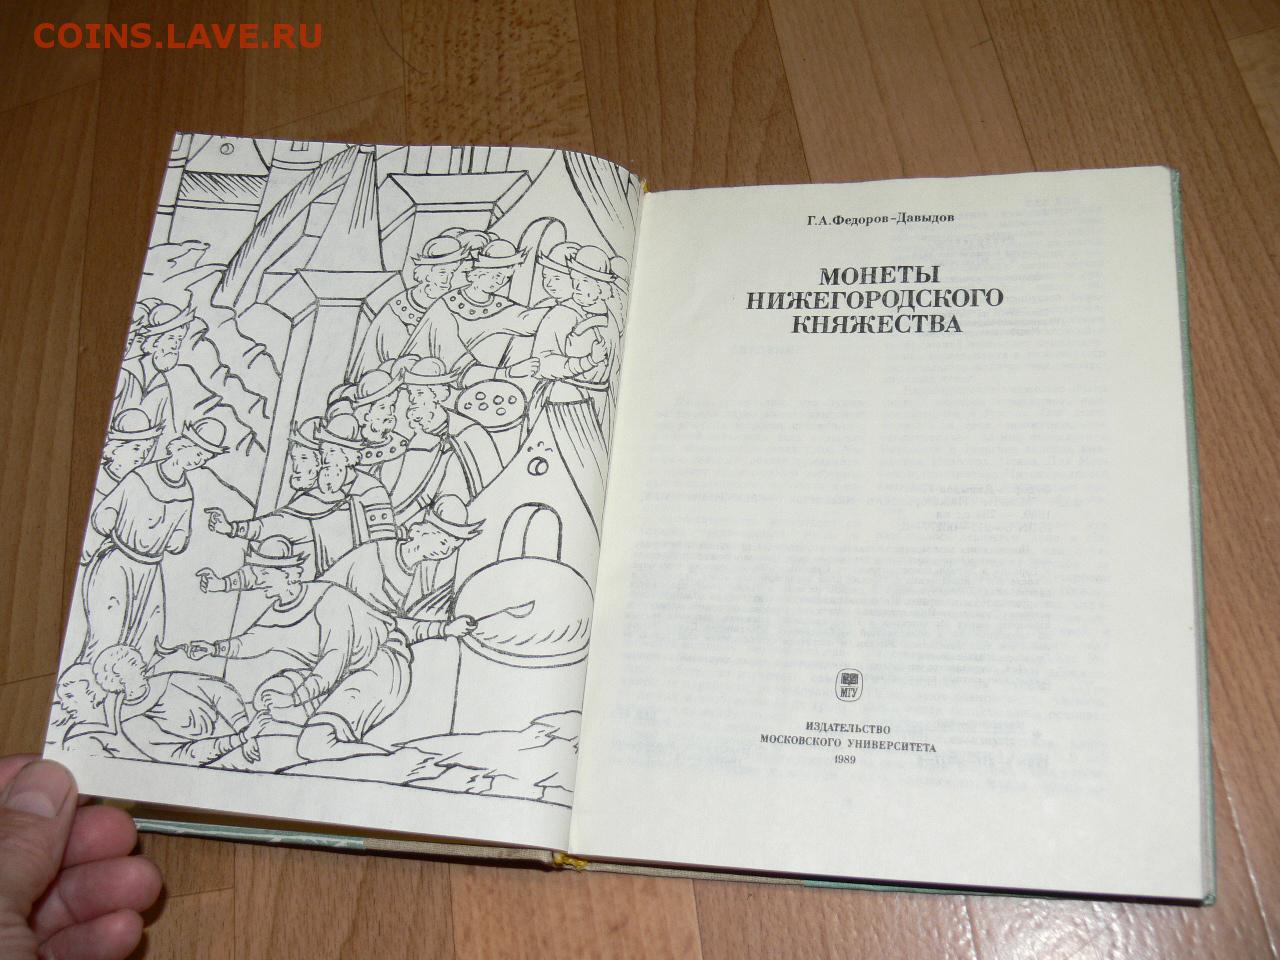 COINS.LAVE.RU
Г.А.Федоров-Давыдов
МОНЕТЫ
НИЖЕГОРОДСКОГО
КНЯЖЕСТВА
МГУ
ИЗДАТЕЛЬСТВО
МОСКОВСКОГО УНИВЕРСИТЕТА
1989